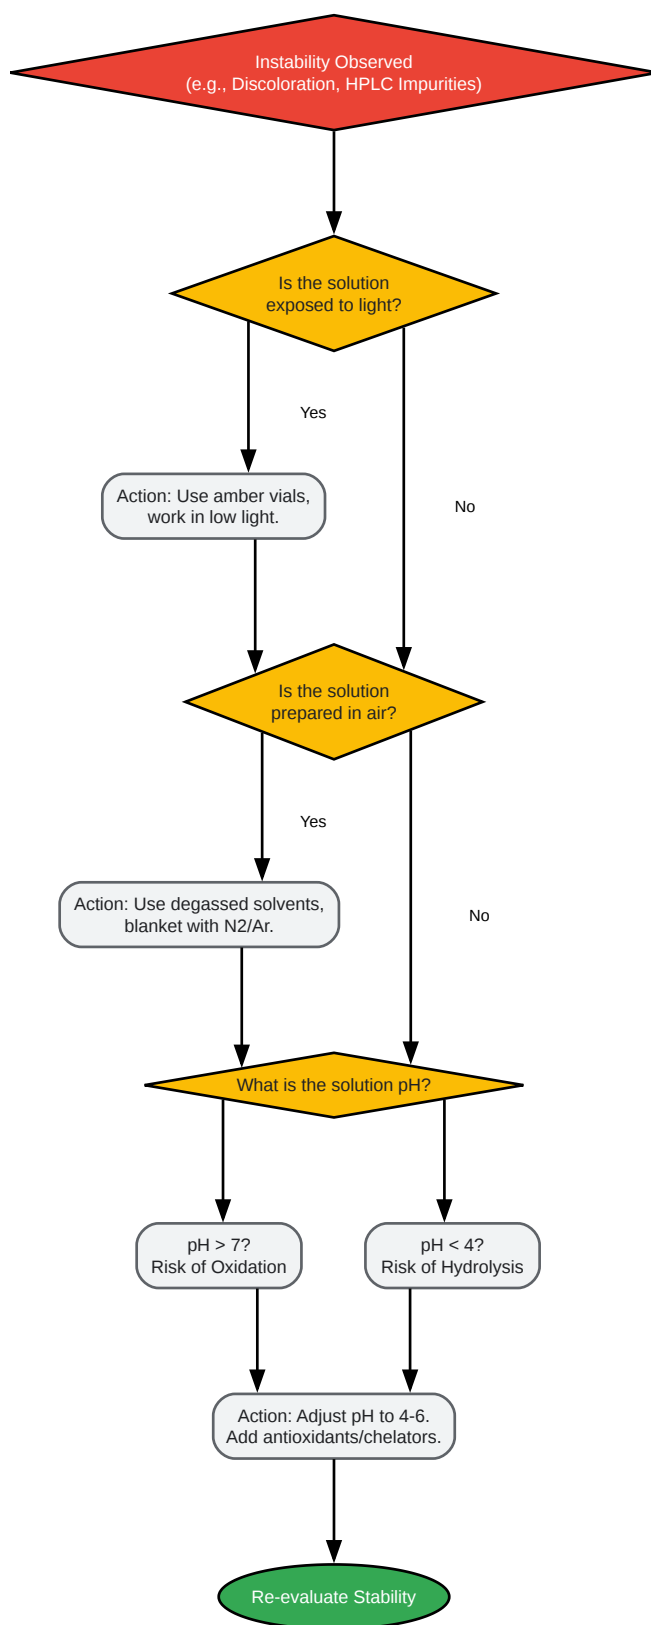 Instability Observed
(e.g., Discoloration, HPLC Impurities)
Is the solution
exposed to light?
Yes
Action: Use amber vials,
work in low light.
No
Is the solution
prepared in air?
Yes
Action: Use degassed solvents,
blanket with N2/Ar.
No
What is the solution pH?
pH > 7?
Risk of Oxidation
pH < 4?
Risk of Hydrolysis
Action: Adjust pH to 4-6.
Add antioxidants/chelators.
Re-evaluate Stability